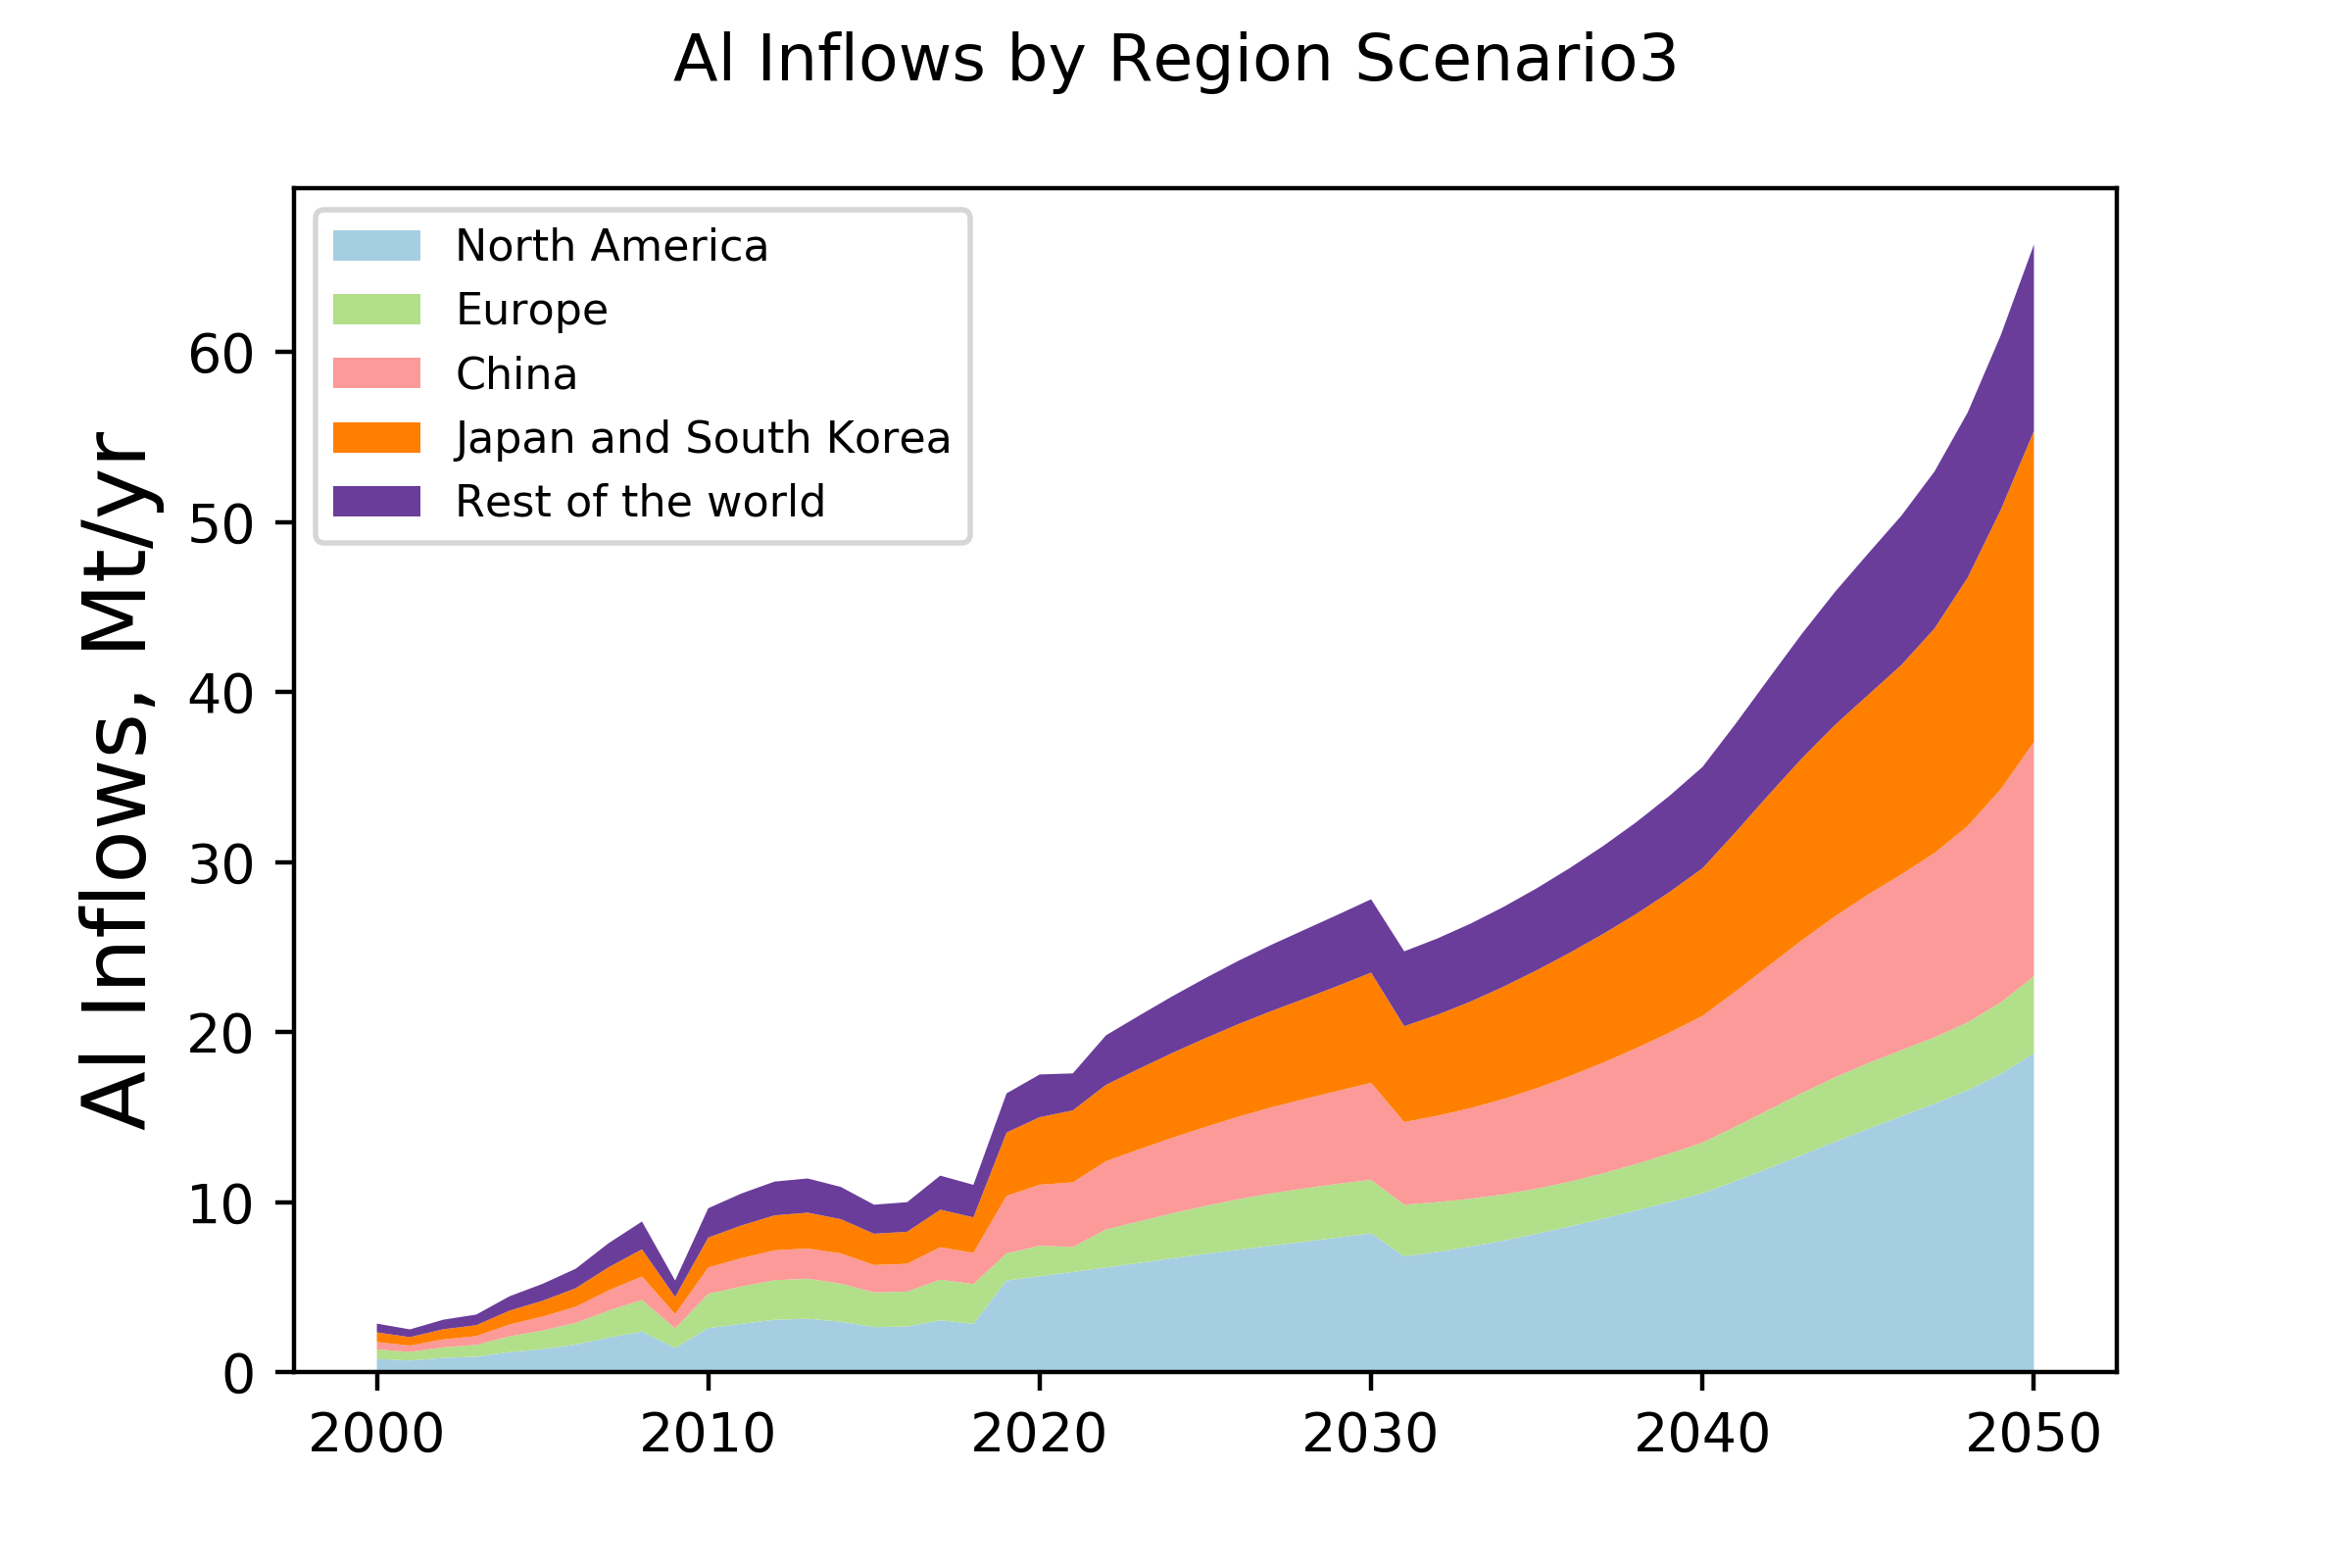 Al Inflows by Region Scenario3
North America
Europe
China
Japan and South Korea
Rest of the world
Al Inflows, Mt/yr
60
50
40
30
20
10
0
2000
2010
2020
2030
2040
2050